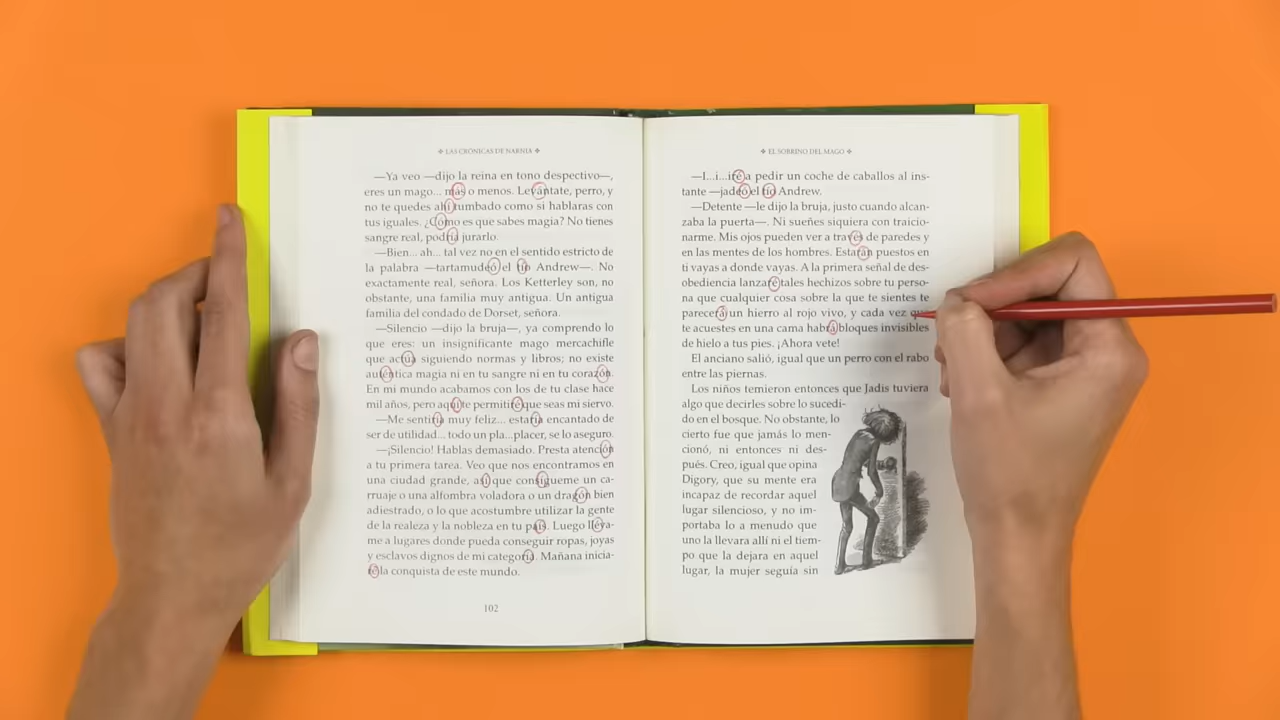 ❖ LAS CRÓNICAS DE NARNIA ❖
—Ya veo —dijo la reina en tono despectivo—,
eres un mago... más o menos. Levántate, perro, y
no te quedes ahí tumbado como si hablaras con
tus iguales. ¿Cómo es que sabes magia? No tienes
sangre real, podría jurarlo.
—Bien... ah... tal vez no en el sentido estricto de
la palabra —tartamudeó el tío Andrew—. No
exactamente real, señora. Los Ketterley son, no
obstante, una familia muy antigua. Un antigua
familia del condado de Dorset, señora.
—Silencio —dijo la bruja—, ya comprendo lo
que eres: un insignificante mago mercachifle
que actúa siguiendo normas y libros; no existe
auténtica magia ni en tu sangre ni en tu corazón.
En mi mundo acabamos con los de tu clase hace
mil años, pero aquí te permitiré que seas mi siervo.
—Me sentiría muy feliz... estaría encantado de
ser de utilidad... todo un pla...placer, se lo aseguro.
—¡Silencio! Hablas demasiado. Presta atención
a tu primera tarea. Veo que nos encontramos en
una ciudad grande, así que consígueme un ca-
rruaje o una alfombra voladora o un dragón bien
adiestrado, o lo que acostumbre utilizar la gente
de la realeza y la nobleza en tu país. Luego lléva-
me a lugares donde pueda conseguir ropas, joyas
y esclavos dignos de mi categoría. Mañana inicia-
ré la conquista de este mundo.
102
❖ EL SOBRINO DEL MAGO ❖
—I...i...iré a pedir un coche de caballos al ins-
tante —jadeó el tío Andrew.
—Detente —le dijo la bruja, justo cuando alcan-
zaba la puerta—. Ni sueñes siquiera con traicio-
narme. Mis ojos pueden ver a través de paredes y
en las mentes de los hombres. Estarán puestos en
ti vayas a donde vayas. A la primera señal de des-
obediencia lanzaré tales hechizos sobre tu perso-
na que cualquier cosa sobre la que te sientes te
parecerá un hierro al rojo vivo, y cada vez que
te acuestes en una cama habrá bloques invisibles
de hielo a tus pies. ¡Ahora vete!
El anciano salió, igual que un perro con el rabo
entre las piernas.
Los niños temieron entonces que Jadis tuviera
algo que decirles sobre lo sucedi-
do en el bosque. No obstante, lo
cierto fue que jamás lo men-
cionó, ni entonces ni des-
pués. Creo, igual que opina
Digory, que su mente era
incapaz de recordar aquel
lugar silencioso, y no im-
portaba lo a menudo que
uno la llevara allí ni el tiem-
po que la dejara en aquel
lugar, la mujer seguía sin